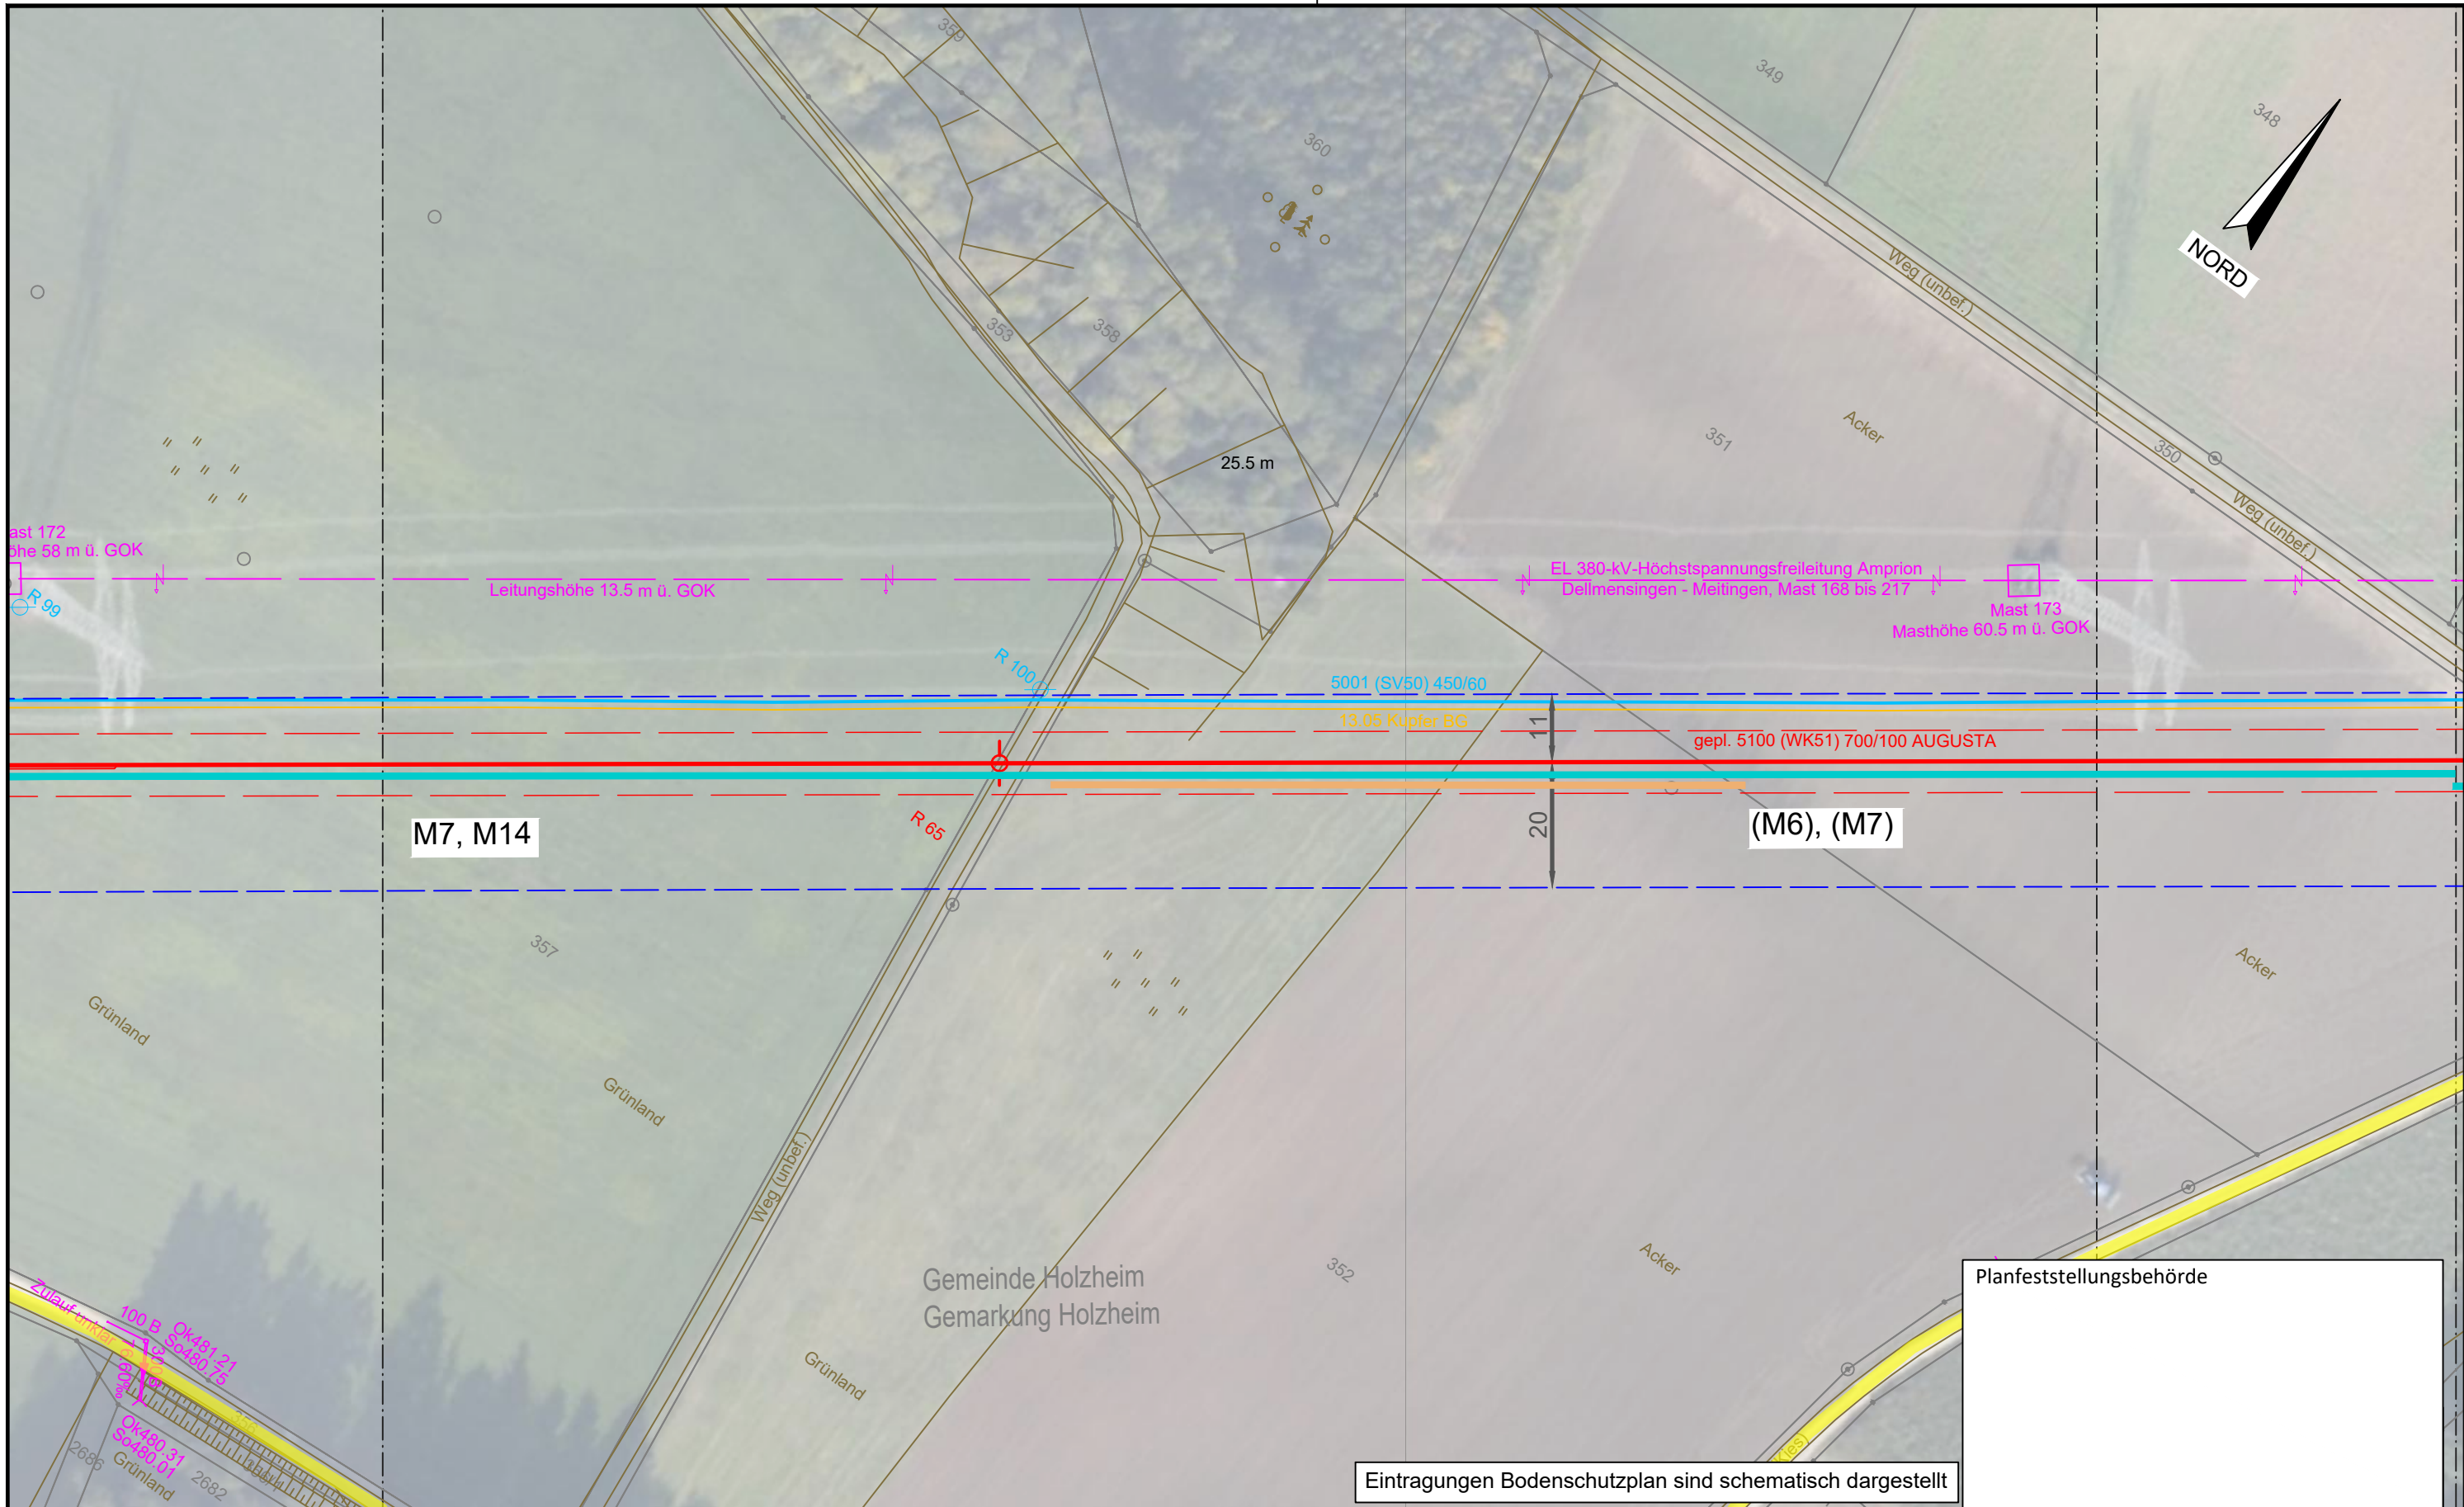 359
349
348
360
NORD
Weg (unbef.)
353
358
Acker
351
350
25.5 m
Weg (unbef.)
ast 172
öhe 58 m ü. GOK
R 99
Leitungshöhe 13.5 m ü. GOK
EL 380-kV-Höchstspannungsfreileitung Amprion
Dellmensingen - Meitingen, Mast 168 bis 217
Mast 173
Masthöhe 60.5 m ü. GOK
R 100
5001 (SV50) 450/60
13.05 Kupfer BG
11
gepl. 5100 (WK51) 700/100 AUGUSTA
R 65
M7, M14
20
(M6), (M7)
357
Acker
Grünland
Grünland
Weg (unbef.)
Gemeinde Holzheim
Gemarkung Holzheim
352
Acker
Planfeststellungsbehörde
Zulauf unklar
100 B
Ok481.21
So480.75
Grünland
Ok480.31
So480.01
2686
Grünland
2682
Kies)
Eintragungen Bodenschutzplan sind schematisch dargestellt